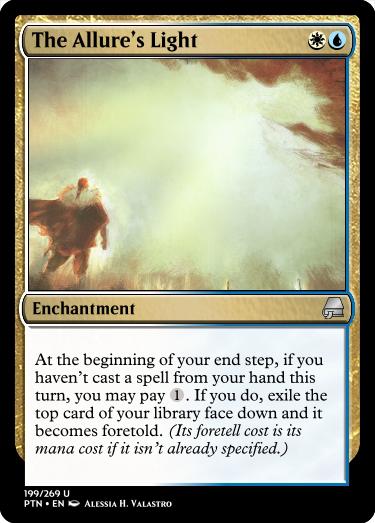 The Allure's Light
Enchantment
At the beginning of your end step, if you
haven't cast a spell from your hand this
turn, you may pay 1. If you do, exile the
top card of your library face down and it
becomes foretold. (Its foretell cost is its
mana cost if it isn't already specified.)
199/269 U
PTN • EN Alessia H. Valastro